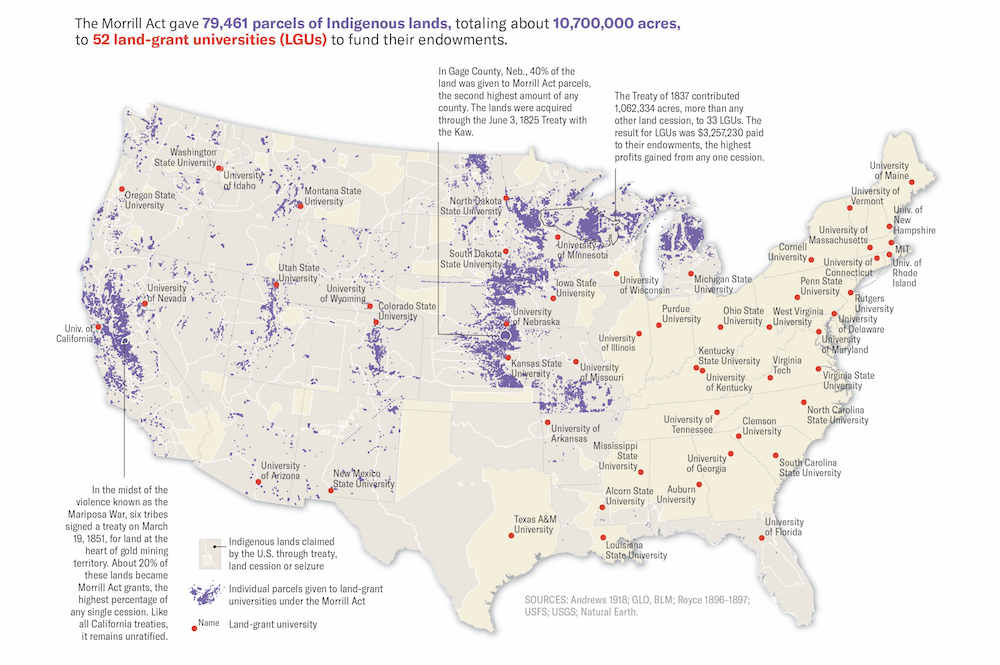 The Morrill Act gave 79,461 parcels of Indigenous lands, totaling about 10,700,000 acres,
to 52 land-grant universities (LGUs) to fund their endowments.
In Gage County, Neb., 40% of the
land was given to Morrill Act parcels,
the second highest amount of any
county. The lands were acquired
through the June 3, 1825 Treaty with
the Kaw.
The Treaty of 1837 contributed
1,062,334 acres, more than any
other land cession, to 33 LGUs. The
result for LGUs was $3,257,230 paid
to their endowments, the highest
profits gained from any one cession.
Washington
State University
University
of Idaho
Oregon State
University
Montana State
University
North Dakota
State University
South Dakota
State University
University
of Minnesota
University
of Wisconsin
Michigan State
University
Iowa State
University
University
of Maine
University of
Vermont
Univ. of
New
Hampshire
University of
Massachusetts
MIT
Cornell
University
University of
Connecticut
Univ. of
Rhode
Island
Penn State
University
Rutgers
University
University
of Delaware
University
of Maryland
West Virginia
University
Ohio State
University
Purdue
University
University
of Illinois
Utah State
University
University
of Nevada
University
of Wyoming
Colorado State
University
Univ. of
California
University
of Nebraska
Kansas State
University
University
of Missouri
Kentucky
State University
University
of Kentucky
Virginia
Tech
Virginia State
University
North Carolina
State University
University of
Tennessee
Clemson
University
University of
Arkansas
Mississippi
State
University
University
of Georgia
South Carolina
State University
Alcorn State
University
Auburn
University
University
of Arizona
New Mexico
State University
Texas A&M
University
Louisiana
State University
University
of Florida
In the midst of the
violence known as the
Mariposa War, six tribes
signed a treaty on March
19, 1851, for land at the
heart of gold mining
territory. About 20% of
these lands became
Morrill Act grants, the
highest percentage of
any single cession. Like
all California treaties,
it remains unratified.
Indigenous lands claimed
by the U.S. through treaty,
land cession or seizure
Individual parcels given to land-grant
universities under the Morrill Act
Name Land-grant university
SOURCES: Andrews 1918; GLO, BLM; Royce 1896-1897;
USFS; USGS; Natural Earth.